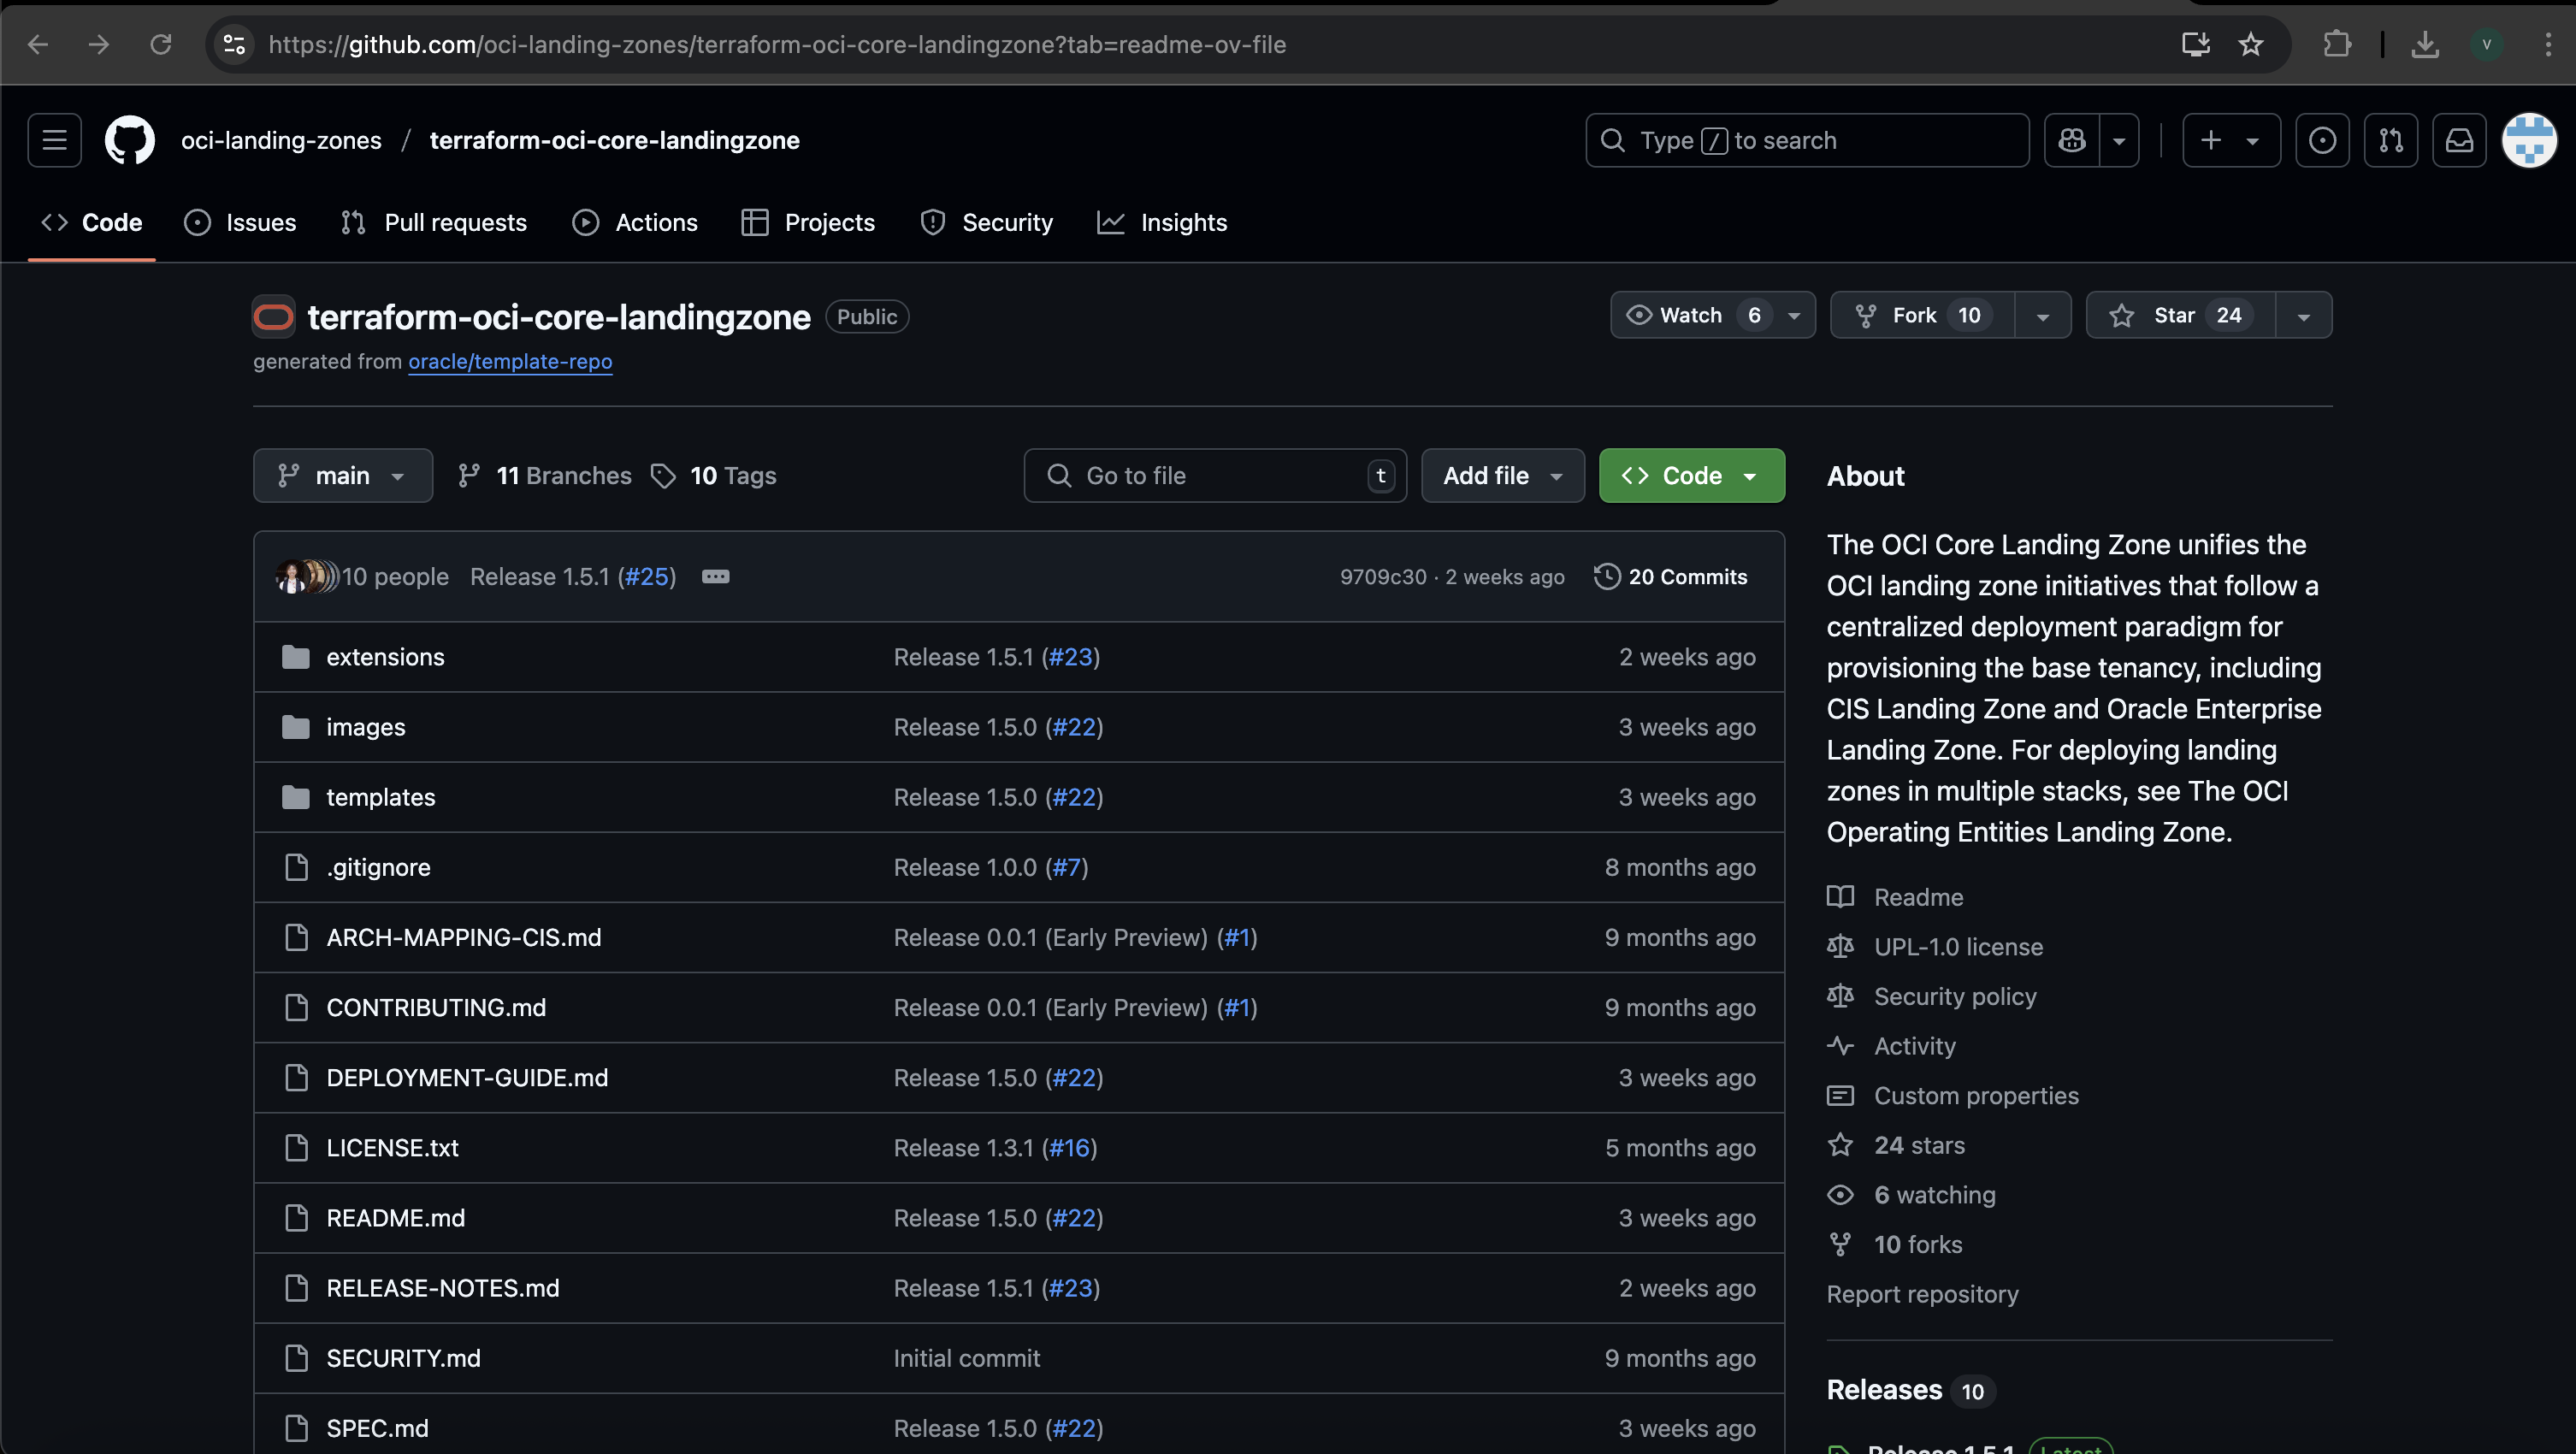 https://github.com/oci-landing-zones/terraform-oci-core-landingzone?tab=readme-ov-file
V
oci-landing-zones / terraform-oci-core-landingzone
Type / to search
Code Issues Pull requests Actions Projects Security Insights
terraform-oci-core-landingzone Public
Watch 6 Fork 10 Star 24
generated from oracle/template-repo
main 11 Branches 10 Tags Go to file t Add file Code
10 people Release 1.5.1 (#25) 9709c30 · 2 weeks ago 20 Commits
extensions Release 1.5.1 (#23) 2 weeks ago
images Release 1.5.0 (#22) 3 weeks ago
templates Release 1.5.0 (#22) 3 weeks ago
.gitignore Release 1.0.0 (#7) 8 months ago
ARCH-MAPPING-CIS.md Release 0.0.1 (Early Preview) (#1) 9 months ago
CONTRIBUTING.md Release 0.0.1 (Early Preview) (#1) 9 months ago
DEPLOYMENT-GUIDE.md Release 1.5.0 (#22) 3 weeks ago
LICENSE.txt Release 1.3.1 (#16) 5 months ago
README.md Release 1.5.0 (#22) 3 weeks ago
RELEASE-NOTES.md Release 1.5.1 (#23) 2 weeks ago
SECURITY.md Initial commit 9 months ago
SPEC.md Release 1.5.0 (#22) 3 weeks ago
About
The OCI Core Landing Zone unifies the
OCI landing zone initiatives that follow a
centralized deployment paradigm for
provisioning the base tenancy, including
CIS Landing Zone and Oracle Enterprise
Landing Zone. For deploying landing
zones in multiple stacks, see The OCI
Operating Entities Landing Zone.
Readme
UPL-1.0 license
Security policy
Activity
Custom properties
24 stars
6 watching
10 forks
Report repository
Releases 10
Release 1.5.1 Latest